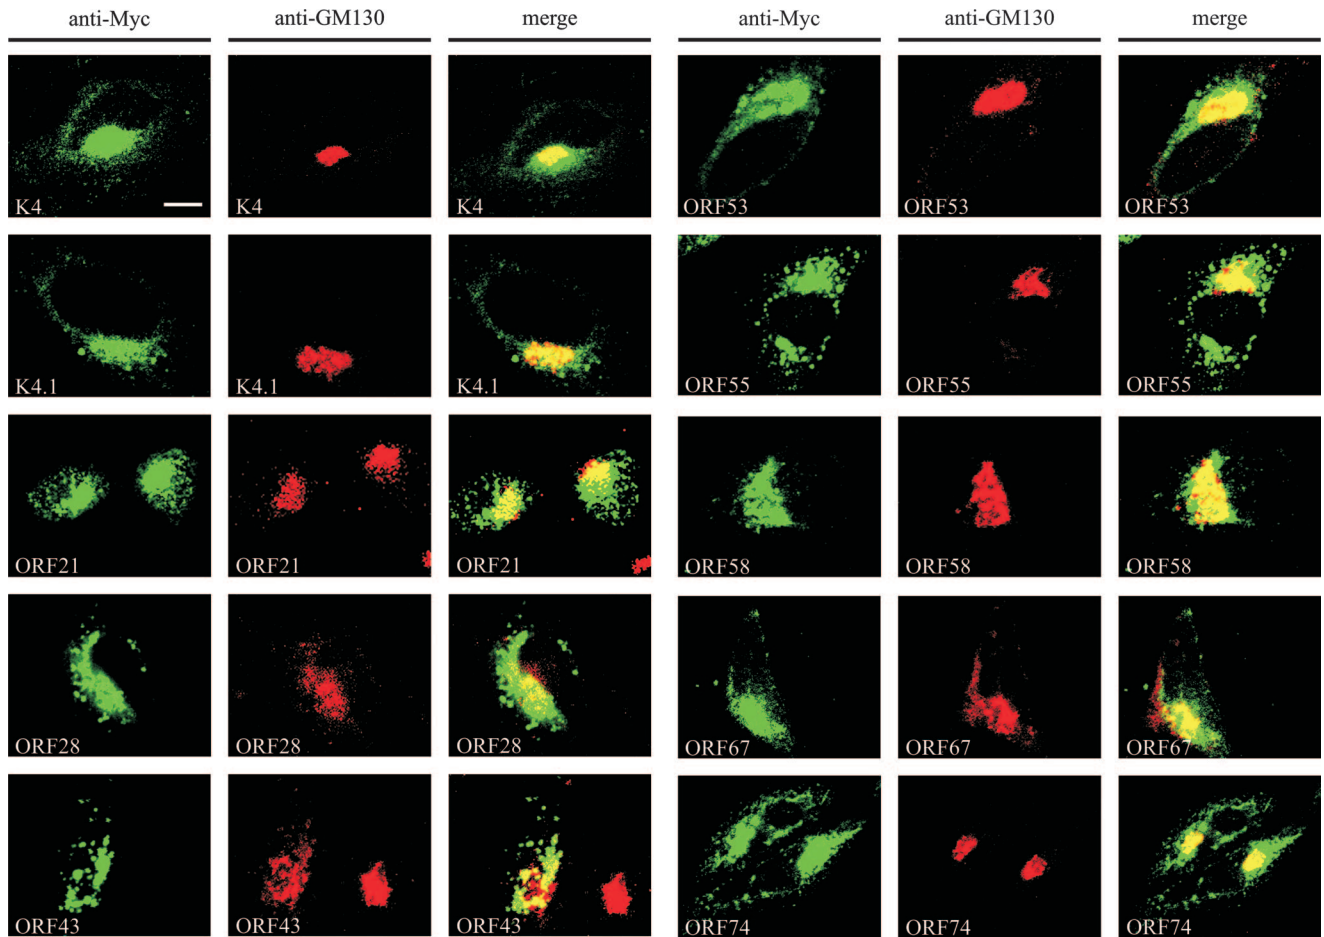 anti-Myc anti-GM130 merge anti-Myc anti-GM130 merge
K4 K4 K4 ORF53 ORF53 ORF53
K4.1 K4.1 K4.1 ORF55 ORF55 ORF55
ORF21 ORF21 ORF21 ORF58 ORF58 ORF58
ORF28 ORF28 ORF28 ORF67 ORF67 ORF67
ORF43 ORF43 ORF43 ORF74 ORF74 ORF74